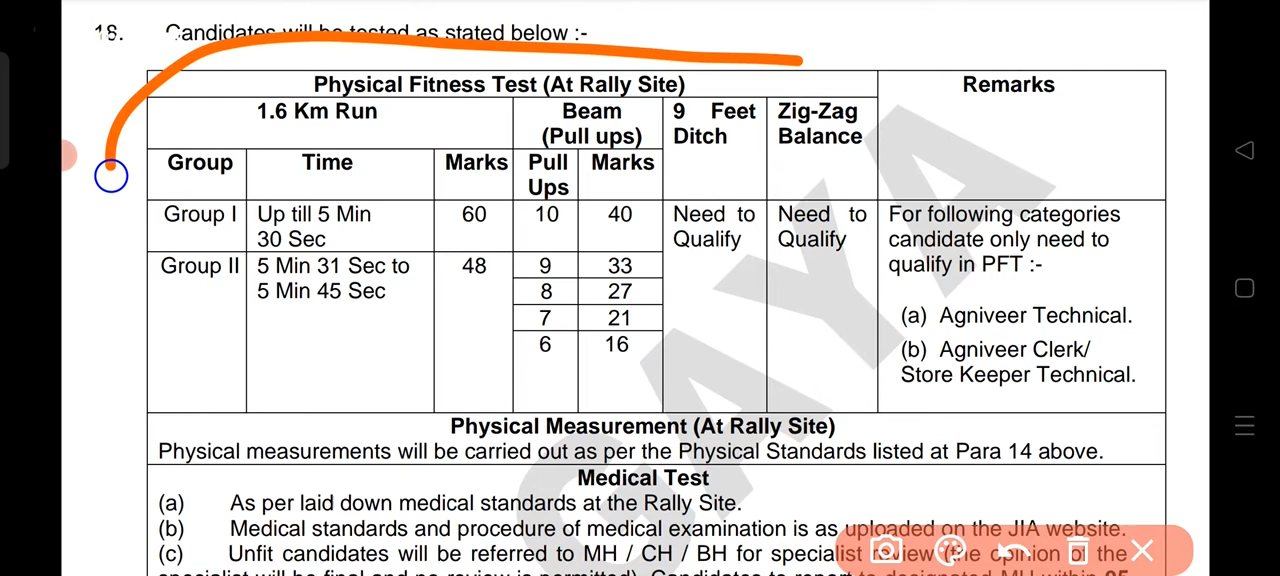 18. Candidates will be tested as stated below :-
Physical Fitness Test (At Rally Site) Remarks
1.6 Km Run Beam (Pull ups) 9 Feet Ditch Zig-Zag Balance
Group Time Marks Pull Ups Marks
Group I Up till 5 Min 30 Sec 60 10 40 Need to Qualify Need to Qualify
Group II 5 Min 31 Sec to 5 Min 45 Sec 48 9 33
8 27
7 21
6 16
For following categories
candidate only need to
qualify in PFT :-
(a) Agniveer Technical.
(b) Agniveer Clerk/
Store Keeper Technical.
Physical Measurement (At Rally Site)
Physical measurements will be carried out as per the Physical Standards listed at Para 14 above.
Medical Test
(a) As per laid down medical standards at the Rally Site.
(b) Medical standards and procedure of medical examination is as uploaded on the JIA website.
(c) Unfit candidates will be referred to MH / CH / BH for specialist review (the opinion of the
GAYA